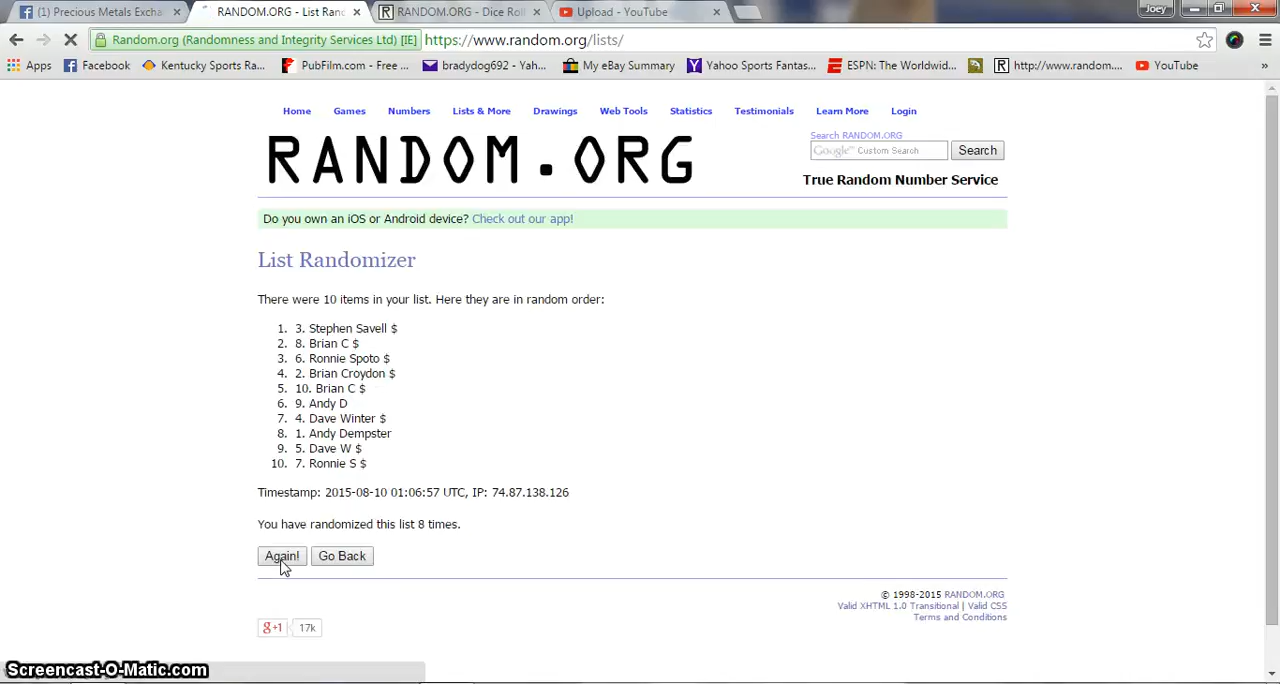 (1) Precious Metals Excha
RANDOM.ORG - List Ran
RANDOM.ORG - Dice Roll
Upload - YouTube
Joey
Random.org (Randomness and Integrity Services Ltd) [IE]
https://www.random.org/lists/
Apps
Facebook
Kentucky Sports Ra...
PubFilm.com - Free ...
bradydog692 - Yah...
My eBay Summary
Yahoo Sports Fantas...
ESPN: The Worldwid...
http://www.random....
YouTube
»
Home
Games
Numbers
Lists & More
Drawings
Web Tools
Statistics
Testimonials
Learn More
Login
RANDOM.ORG
Search RANDOM.ORG
Google™ Custom Search
Search
True Random Number Service
Do you own an iOS or Android device? Check out our app!
List Randomizer
There were 10 items in your list. Here they are in random order:
1. 3. Stephen Savell $
2. 8. Brian C $
3. 6. Ronnie Spoto $
4. 2. Brian Croydon $
5. 10. Brian C $
6. 9. Andy D
7. 4. Dave Winter $
8. 1. Andy Dempster
9. 5. Dave W $
10. 7. Ronnie S $
Timestamp: 2015-08-10 01:06:57 UTC, IP: 74.87.138.126
You have randomized this list 8 times.
Again!
Go Back
© 1998-2015 RANDOM.ORG
Valid XHTML 1.0 Transitional | Valid CSS
Terms and Conditions
g+1
17k
Screencast-O-Matic.com